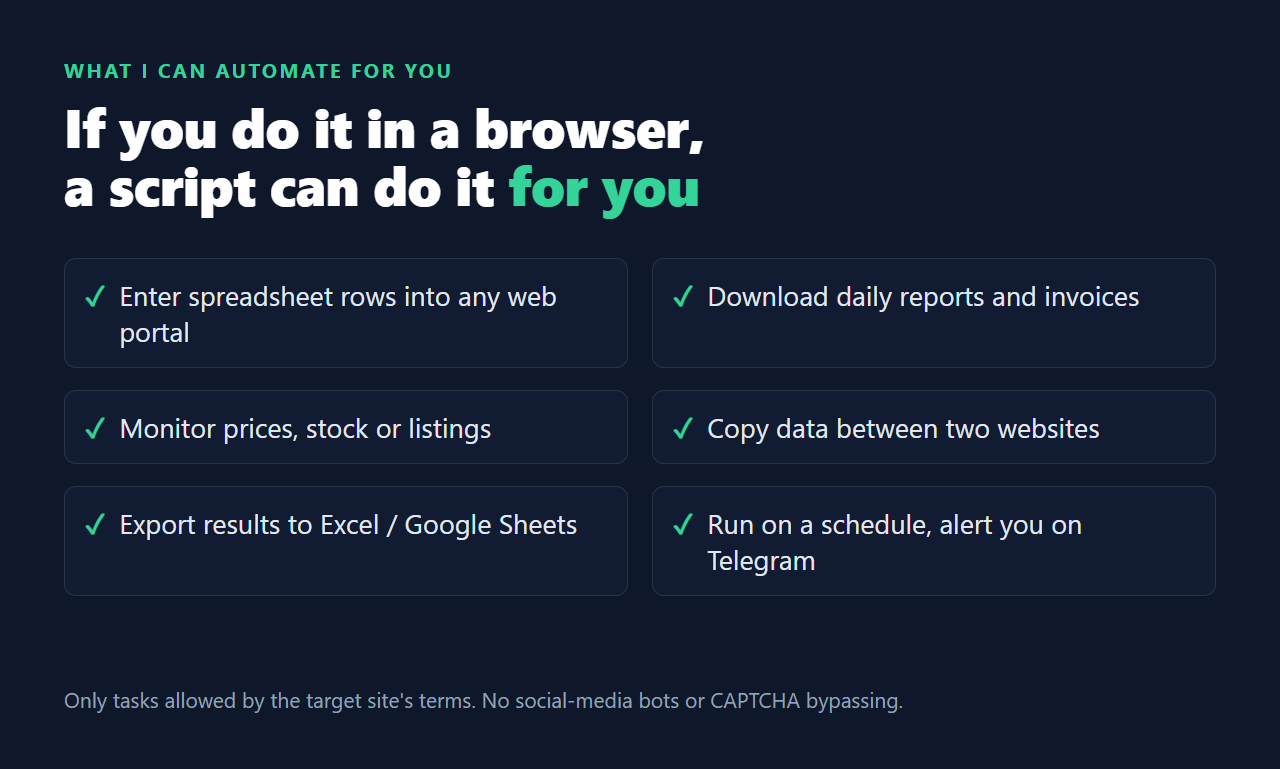 WHAT I CAN AUTOMATE FOR YOU
If you do it in a browser,
a script can do it for you
✓ Enter spreadsheet rows into any web
portal
✓ Download daily reports and invoices
✓ Monitor prices, stock or listings
✓ Copy data between two websites
✓ Export results to Excel / Google Sheets
✓ Run on a schedule, alert you on
Telegram
Only tasks allowed by the target site's terms. No social-media bots or CAPTCHA bypassing.